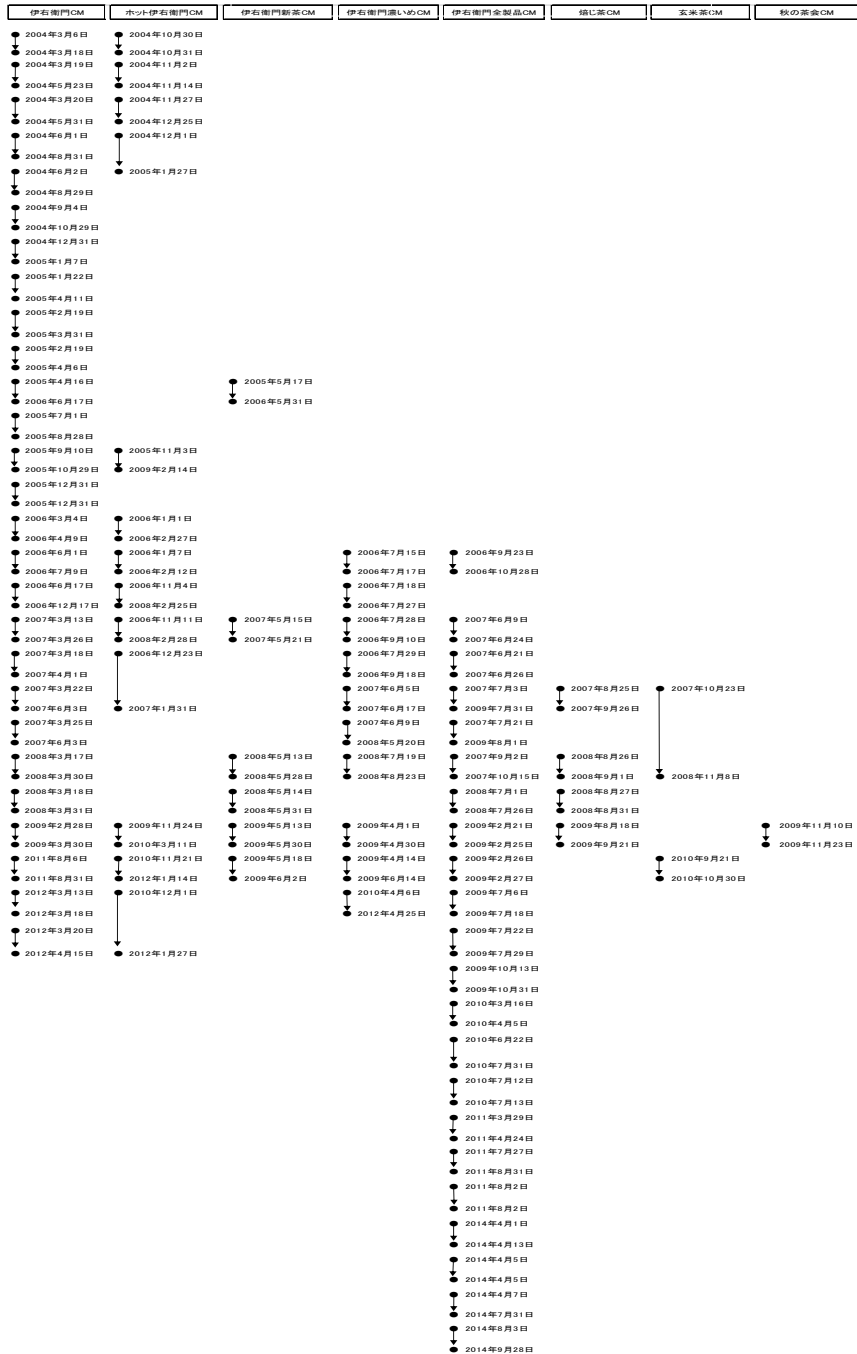 伊右衛門CM ホット伊右衛門CM 伊右衛門新茶CM 伊右衛門濃いめCM 伊右衛門全製品CM 焙じ茶CM 玄米茶CM 秋の茶会CM
2004年3月6日 2004年10月30日
2004年3月18日 2004年10月31日
2004年3月19日 2004年11月2日
2004年5月23日 2004年11月14日
2004年3月20日 2004年11月27日
2004年5月31日 2004年12月25日
2004年6月1日 2004年12月1日
2004年8月31日
2004年6月2日 2005年1月27日
2004年8月29日
2004年9月4日
2004年10月29日
2004年12月31日
2005年1月7日
2005年1月22日
2005年4月11日
2005年2月19日
2005年3月31日
2005年2月19日
2005年4月6日
2005年4月16日 2005年5月17日
2006年6月17日 2006年5月31日
2005年7月1日
2005年8月28日
2005年9月10日 2005年11月3日
2005年10月29日 2009年2月14日
2005年12月31日
2005年12月31日
2006年3月4日 2006年1月1日
2006年4月9日 2006年2月27日
2006年6月1日 2006年1月7日 2006年7月15日 2006年9月23日
2006年7月9日 2006年2月12日 2006年7月17日 2006年10月28日
2006年6月17日 2006年11月4日 2006年7月18日
2006年12月17日 2008年2月25日 2006年7月27日
2007年3月13日 2006年11月11日 2007年5月15日 2006年7月28日 2007年6月9日
2007年3月26日 2008年2月28日 2007年5月21日 2006年9月10日 2007年6月24日
2007年3月18日 2006年12月23日 2006年7月29日 2007年6月21日
2007年4月1日 2006年9月18日 2007年6月26日
2007年3月22日 2007年6月5日 2007年7月3日 2007年8月25日 2007年10月23日
2007年6月3日 2007年1月31日 2007年6月17日 2009年7月31日 2007年9月26日
2007年3月25日 2007年6月9日 2007年7月21日
2007年6月3日 2008年5月20日 2009年8月1日
2008年3月17日 2008年5月13日 2008年7月19日 2007年9月2日 2008年8月26日
2008年3月30日 2008年5月28日 2008年8月23日 2007年10月15日 2008年9月1日 2008年11月8日
2008年3月18日 2008年5月14日 2008年7月1日 2008年8月27日
2008年3月31日 2008年5月31日 2008年7月26日 2008年8月31日
2009年2月28日 2009年11月24日 2009年5月13日 2009年4月1日 2009年2月21日 2009年8月18日 2009年11月10日
2009年3月30日 2010年3月11日 2009年5月30日 2009年4月30日 2009年2月25日 2009年9月21日 2009年11月23日
2011年8月6日 2010年11月21日 2009年5月18日 2009年4月14日 2009年2月26日 2010年9月21日
2011年8月31日 2012年1月14日 2009年6月2日 2009年6月14日 2009年2月27日 2010年10月30日
2012年3月13日 2010年12月1日 2010年4月6日 2009年7月6日
2012年3月18日 2012年4月25日 2009年7月18日
2012年3月20日 2009年7月22日
2012年4月15日 2012年1月27日 2009年7月29日
2009年10月13日
2009年10月31日
2010年3月16日
2010年4月5日
2010年6月22日
2010年7月31日
2010年7月12日
2010年7月13日
2011年3月29日
2011年4月24日
2011年7月27日
2011年8月31日
2011年8月2日
2011年8月2日
2014年4月1日
2014年4月13日
2014年4月5日
2014年4月5日
2014年4月7日
2014年7月31日
2014年8月3日
2014年9月28日